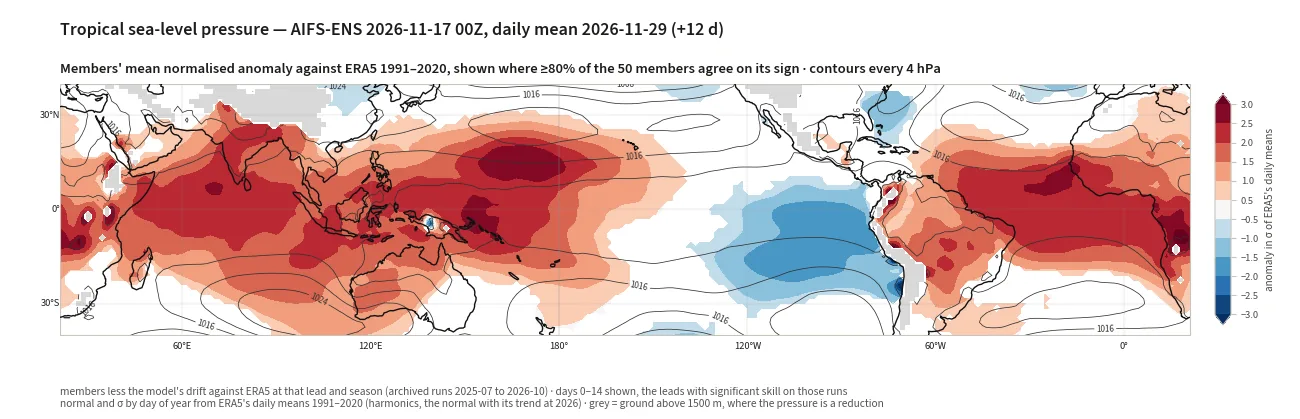 Tropical sea-level pressure — AIFS-ENS 2026-11-17 00Z, daily mean 2026-11-29 (+12 d)
Members' mean normalised anomaly against ERA5 1991–2020, shown where ≥80% of the 50 members agree on its sign · contours every 4 hPa
1024
1016
1008
1016
1016
1016
30°N
1016
1016
0°
1024
1016
1016
30°S
1016
1016
1016
1016
60°E
120°E
180°
120°W
60°W
0°
3.0
2.5
2.0
1.5
1.0
0.5
−0.5
−1.0
−1.5
−2.0
−2.5
−3.0
anomaly in σ of ERA5's daily means
members less the model's drift against ERA5 at that lead and season (archived runs 2025-07 to 2026-10) · days 0–14 shown, the leads with significant skill on those runs
normal and σ by day of year from ERA5's daily means 1991–2020 (harmonics, the normal with its trend at 2026) · grey = ground above 1500 m, where the pressure is a reduction